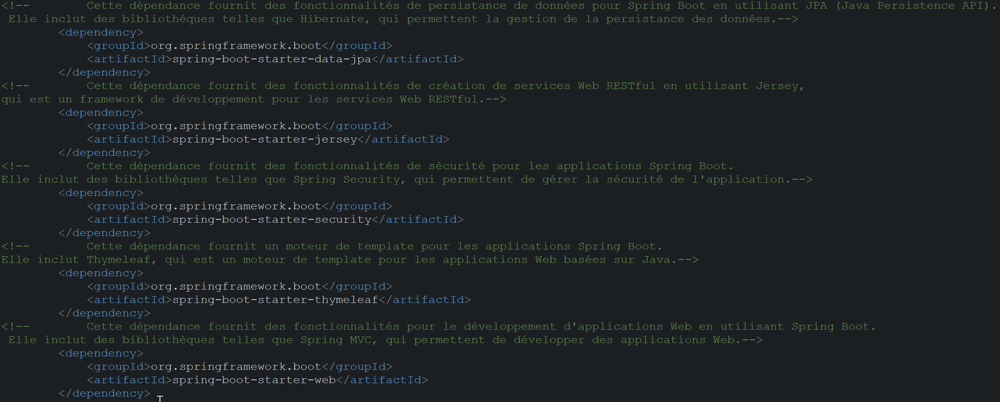 <!--        Cette dépendance fournit des fonctionnalités de persistance de données pour Spring Boot en utilisant JPA (Java Persistence API).
 Elle inclut des bibliothèques telles que Hibernate, qui permettent la gestion de la persistance des données.-->
        <dependency>
            <groupId>org.springframework.boot</groupId>
            <artifactId>spring-boot-starter-data-jpa</artifactId>
        </dependency>
<!--        Cette dépendance fournit des fonctionnalités de création de services Web RESTful en utilisant Jersey,
qui est un framework de développement pour les services Web RESTful.-->
        <dependency>
            <groupId>org.springframework.boot</groupId>
            <artifactId>spring-boot-starter-jersey</artifactId>
        </dependency>
<!--        Cette dépendance fournit des fonctionnalités de sécurité pour les applications Spring Boot.
Elle inclut des bibliothèques telles que Spring Security, qui permettent de gérer la sécurité de l'application.-->
        <dependency>
            <groupId>org.springframework.boot</groupId>
            <artifactId>spring-boot-starter-security</artifactId>
        </dependency>
<!--        Cette dépendance fournit un moteur de template pour les applications Spring Boot.
Elle inclut Thymeleaf, qui est un moteur de template pour les applications Web basées sur Java.-->
        <dependency>
            <groupId>org.springframework.boot</groupId>
            <artifactId>spring-boot-starter-thymeleaf</artifactId>
        </dependency>
<!--        Cette dépendance fournit des fonctionnalités pour le développement d'applications Web en utilisant Spring Boot.
 Elle inclut des bibliothèques telles que Spring MVC, qui permettent de développer des applications Web.-->
        <dependency>
            <groupId>org.springframework.boot</groupId>
            <artifactId>spring-boot-starter-web</artifactId>
        </dependency>